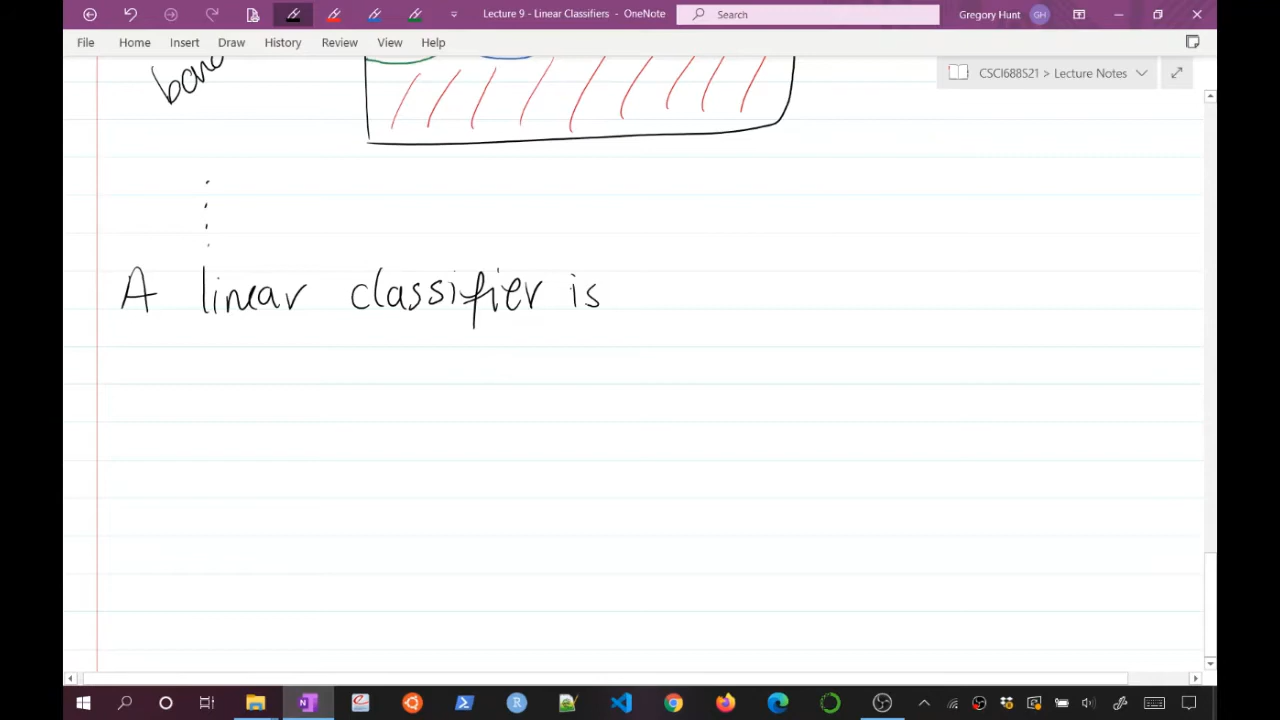 Lecture 9 - Linear Classifiers - OneNote
Search
Gregory Hunt
GH
File Home Insert Draw History Review View Help
CSCI688S21 > Lecture Notes
A linear classifier is